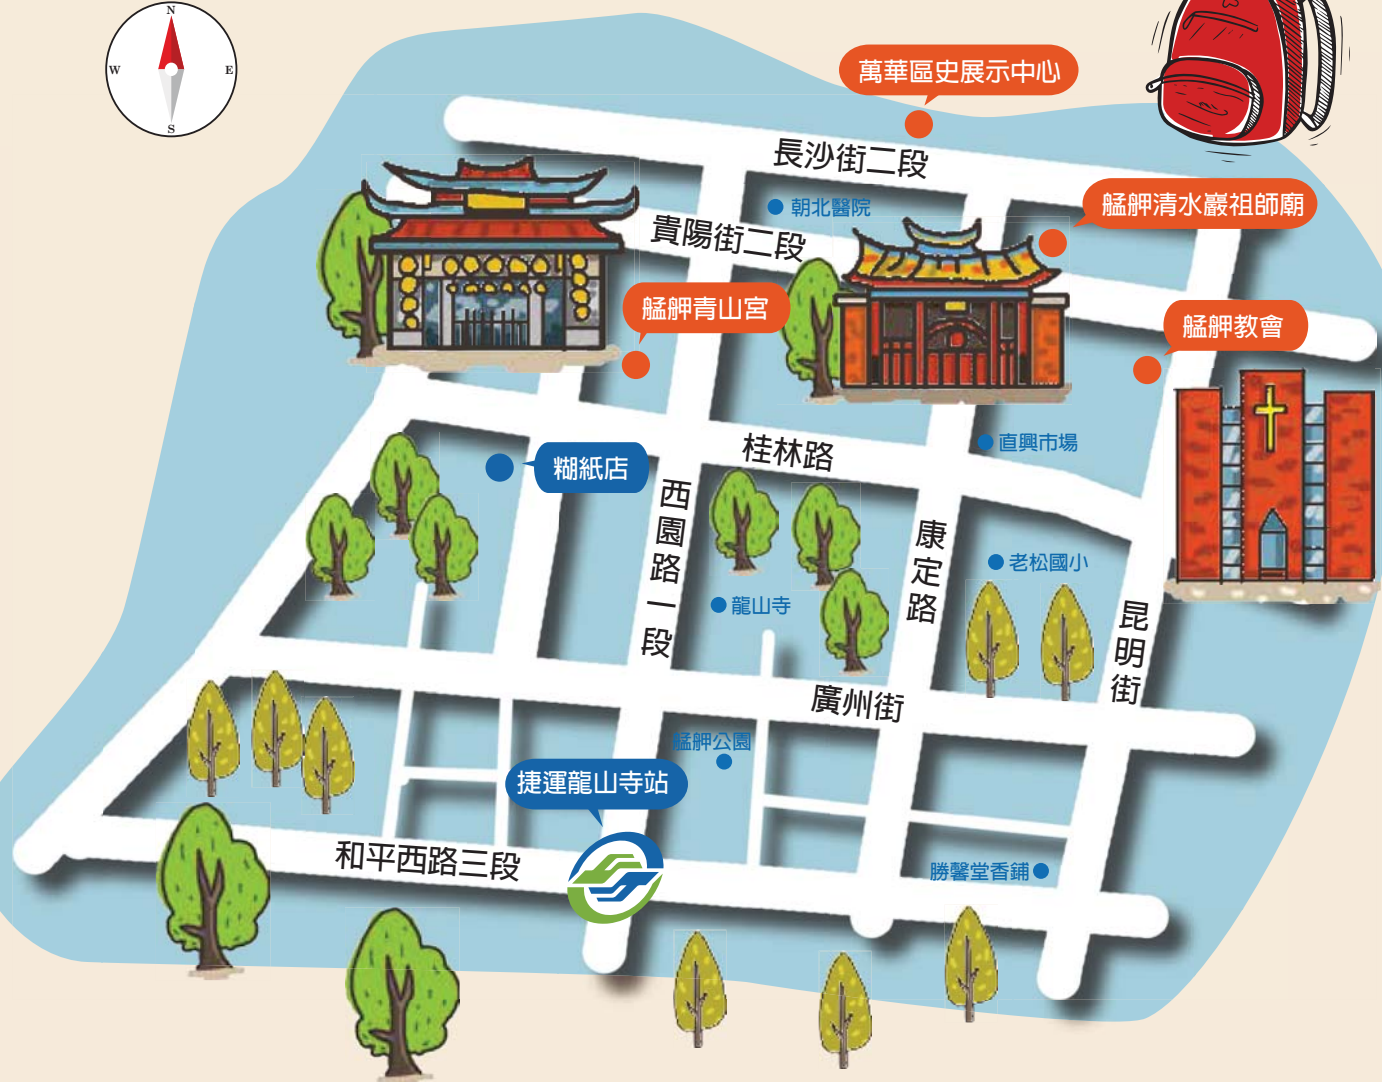 N
W
E
S
萬華區史展示中心
長沙街二段
艋舺清水巖祖師廟
朝北醫院
貴陽街二段
艋舺青山宮
艋舺教會
直興市場
桂林路
糊紙店
西園路一段
康定路
老松國小
龍山寺
昆明街
廣州街
艋舺公園
捷運龍山寺站
和平西路三段
勝馨堂香鋪